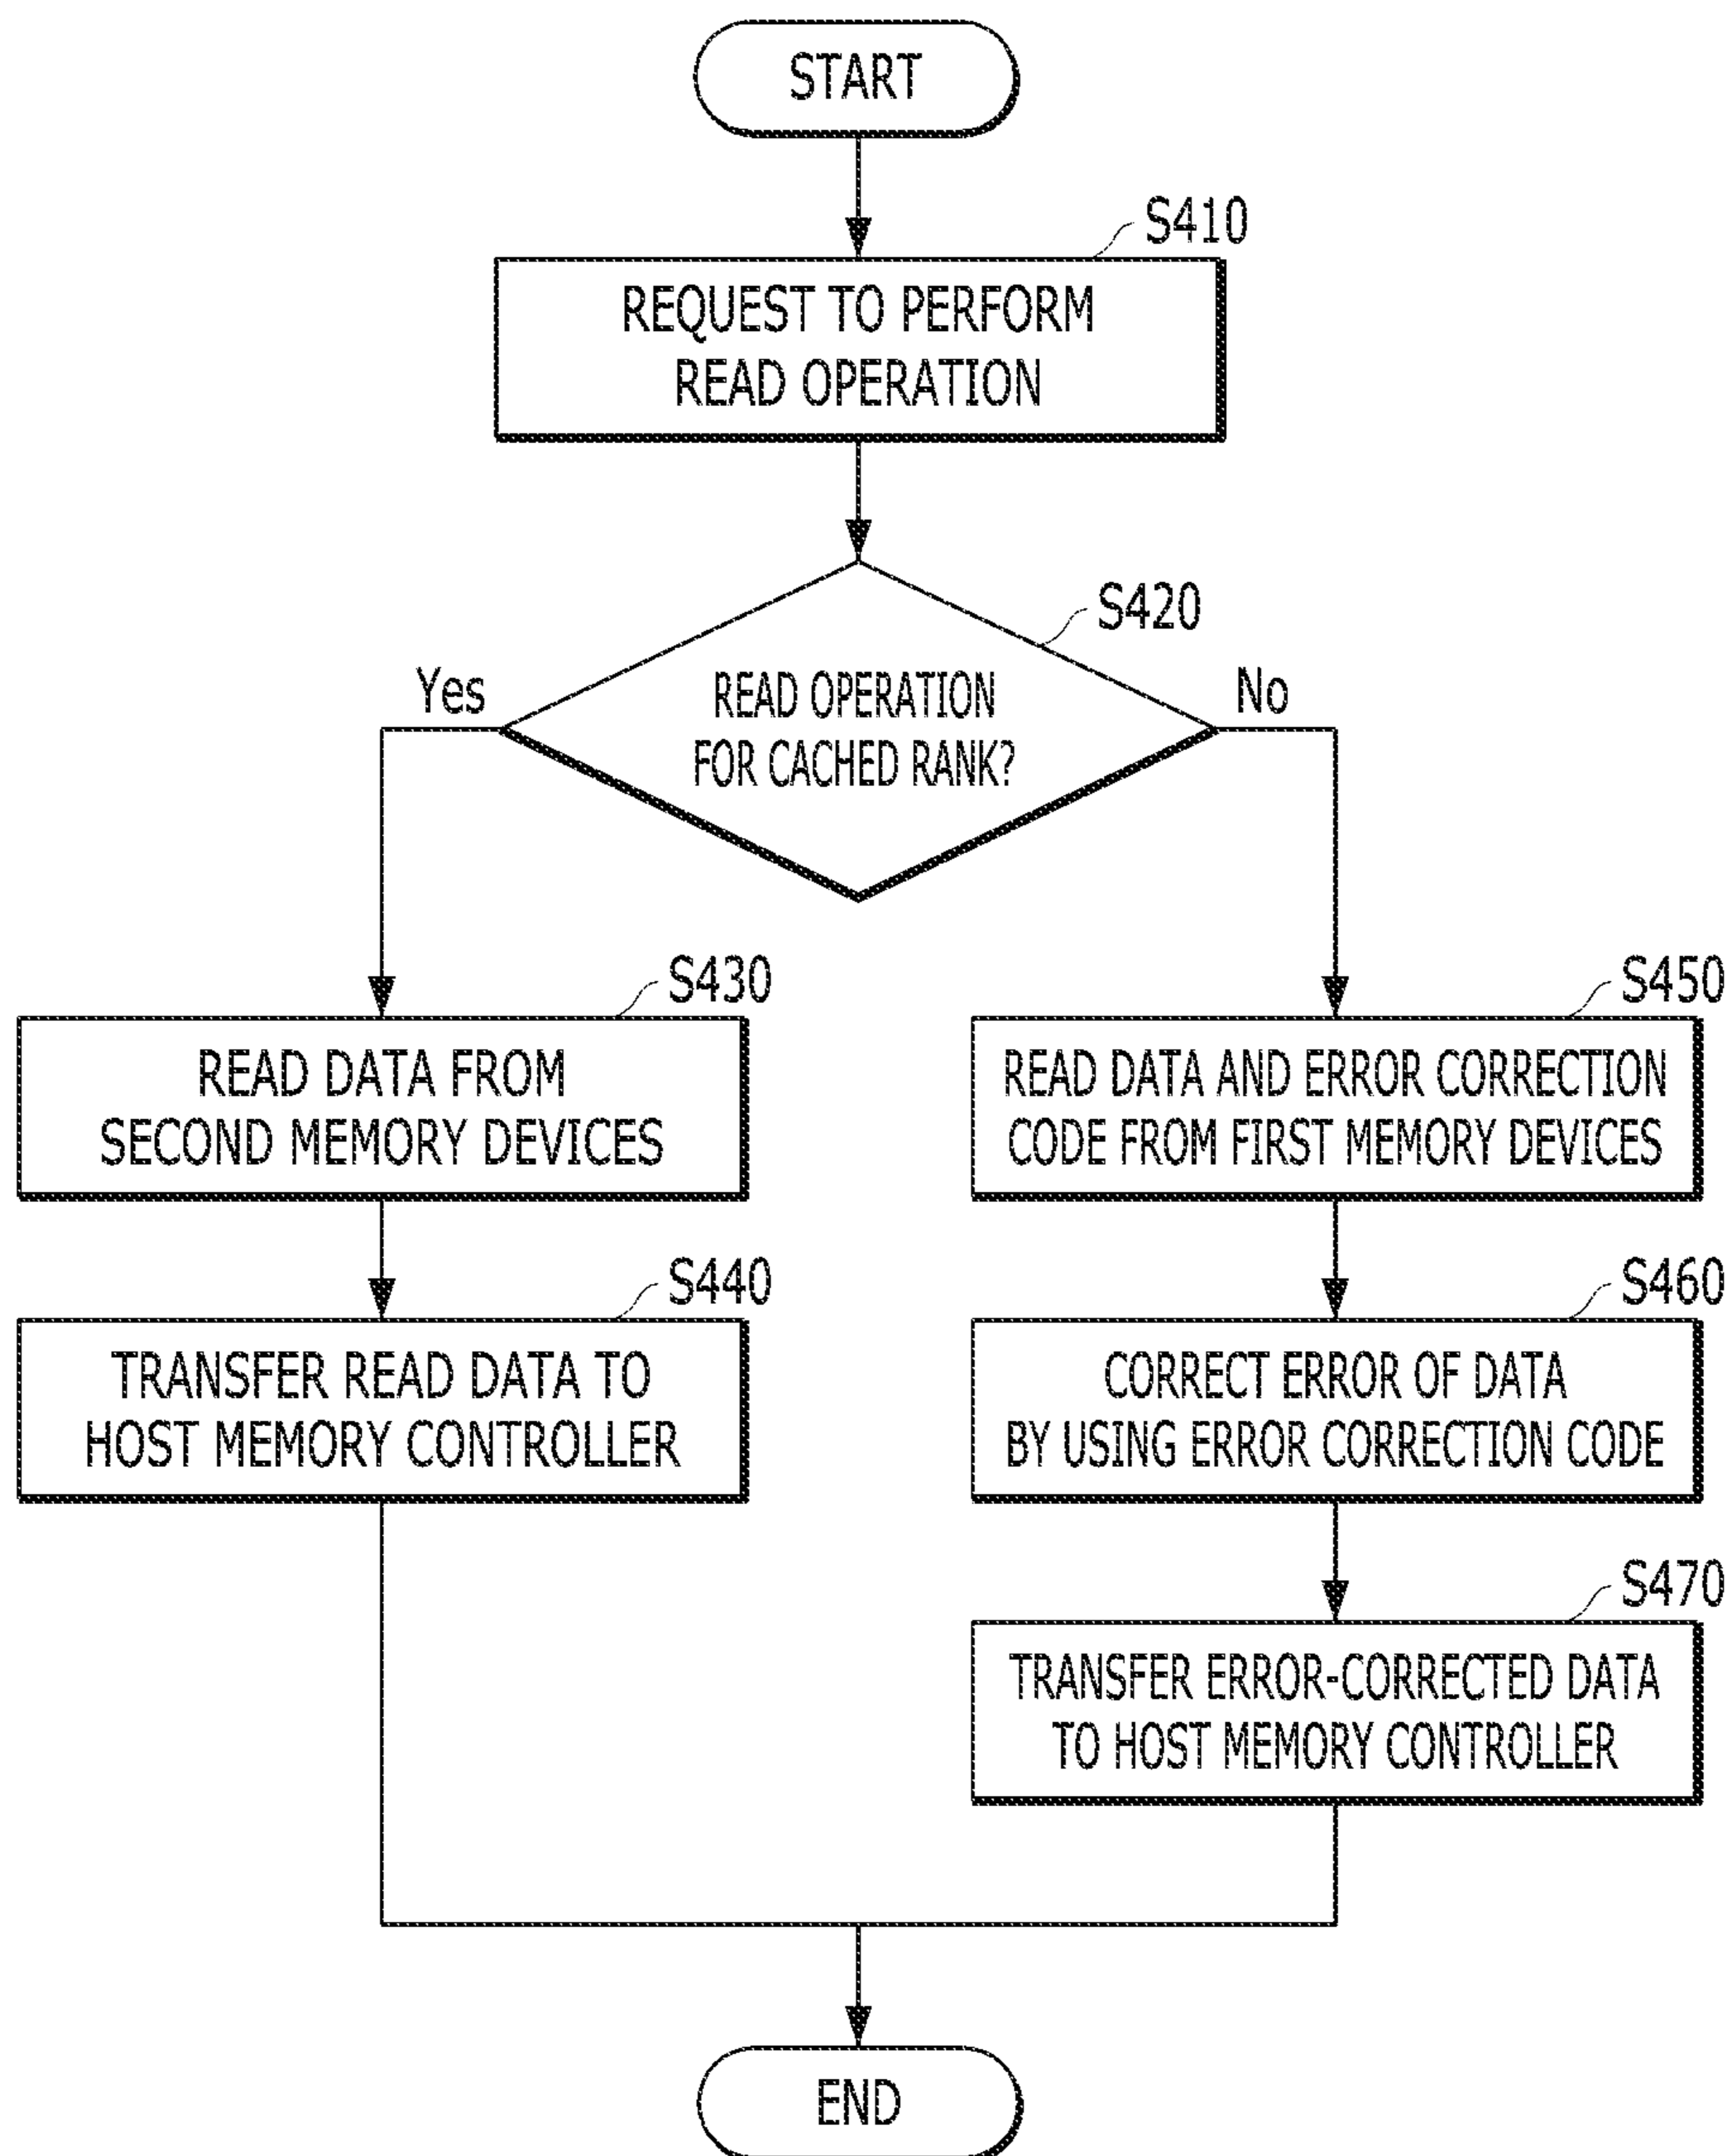 START
S410
REQUEST TO PERFORM
READ OPERATION
S420
Yes
READ OPERATION
FOR CACHED RANK?
No
S430
READ DATA FROM
SECOND MEMORY DEVICES
S440
TRANSFER READ DATA TO
HOST MEMORY CONTROLLER
S450
READ DATA AND ERROR CORRECTION
CODE FROM FIRST MEMORY DEVICES
S460
CORRECT ERROR OF DATA
BY USING ERROR CORRECTION CODE
S470
TRANSFER ERROR-CORRECTED DATA
TO HOST MEMORY CONTROLLER
END